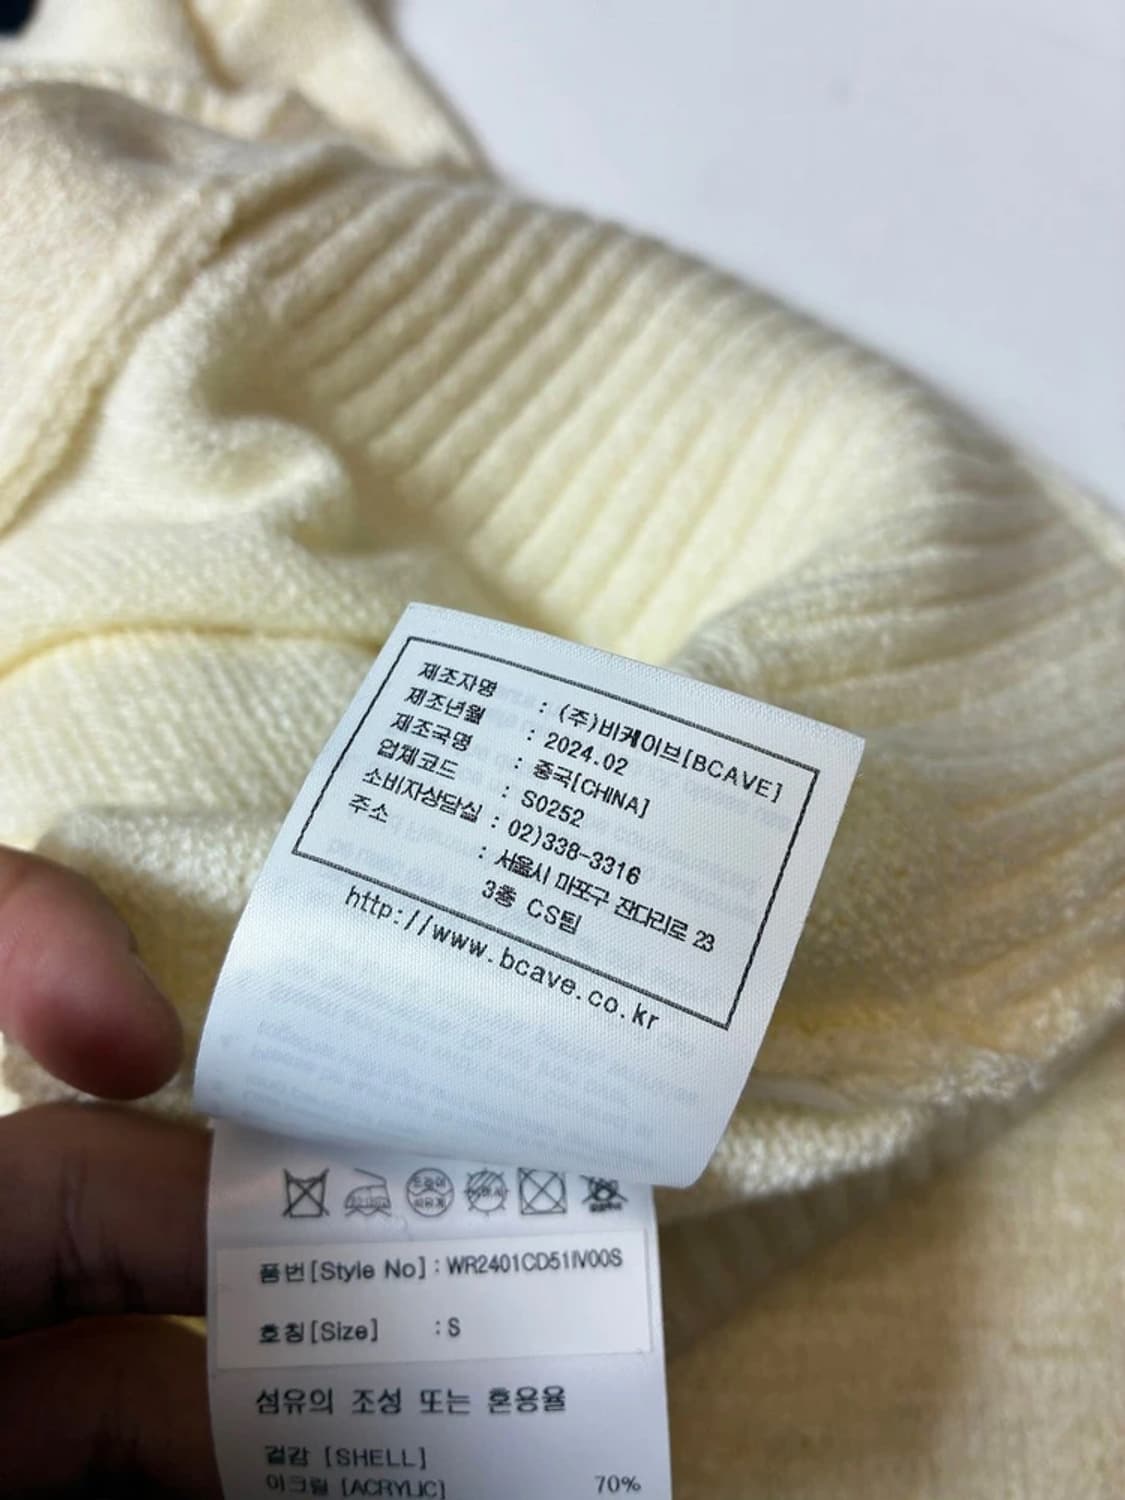 제조자명 : (주)비케이브[BCAVE]
제조년월 : 2024.02
제조국명 : 중국[CHINA]
업체코드 : S0252
소비자상담실 : 02)338-3316
주소 : 서울시 마포구 잔다리로 23
3층 CS팀
http://www.bcave.co.kr
품번[Style No] : WR2401CD51IV00S
호칭[Size] : S
섬유의 조성 또는 혼용율
겉감 [SHELL]
아크릴 [ACRYLIC] 70%